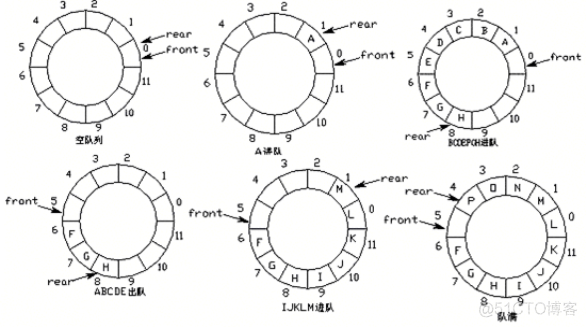 3 2
4 1 rear
5 0 front
6 11
7 10
8 9
空队列
3 2
4 1 rear
A
5 0 front
6 11
7 10
8 9
A进队
3 2
4 D C B A 1
5 E 0 front
6 F 11
7 G H 10
rear 8 9
BCDEFGH进队
3 2
4 1
front 5 0
6 F 11
7 G H 10
rear 8 9
ABCDE出队
3 2
4 M 1 rear
front 5 L 0
6 F K 11
7 G H I J 10
8 9
IJKLM进队
3 2
rear 4 P O N M 1
front 5 L 0
6 F K 11
7 G H I J 10
8 9
队满
@51CTO博客